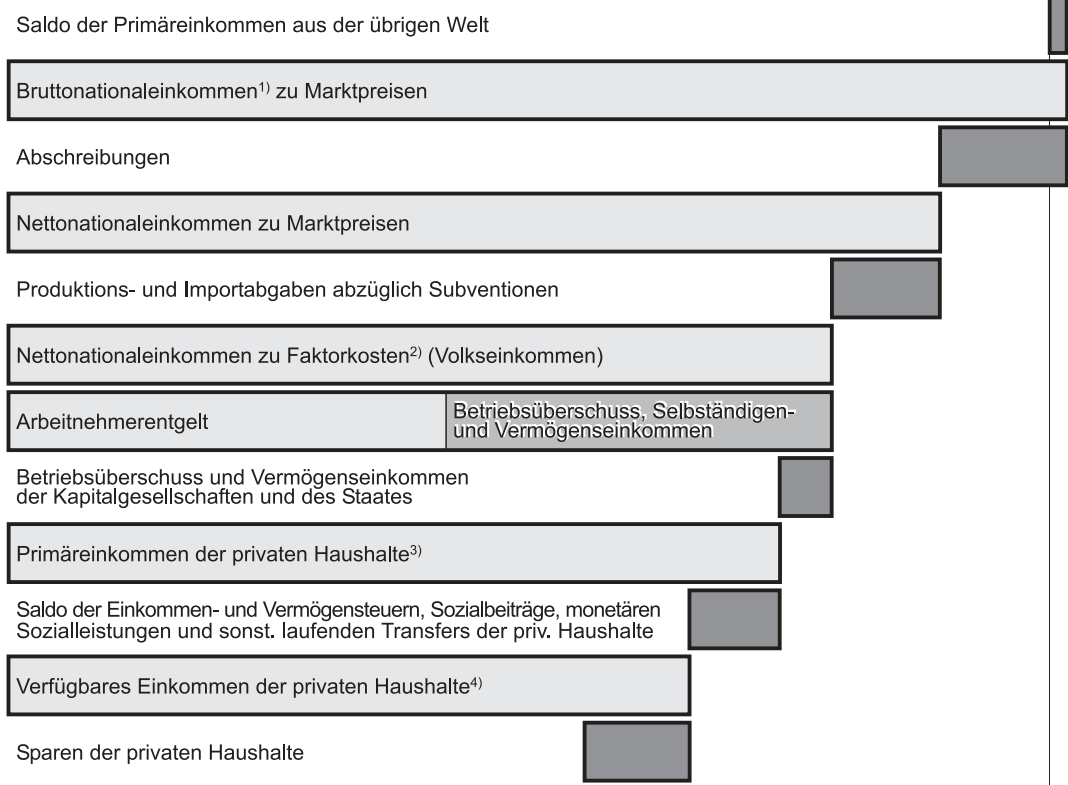 Saldo der Primäreinkommen aus der übrigen Welt
Bruttonationaleinkommen1) zu Marktpreisen
Abschreibungen
Nettonationaleinkommen zu Marktpreisen
Produktions- und Importabgaben abzüglich Subventionen
Nettonationaleinkommen zu Faktorkosten2) (Volkseinkommen)
Arbeitnehmerentgelt
Betriebsüberschuss, Selbständigen-
und Vermögenseinkommen
Betriebsüberschuss und Vermögenseinkommen
der Kapitalgesellschaften und des Staates
Primäreinkommen der privaten Haushalte3)
Saldo der Einkommen- und Vermögensteuern, Sozialbeiträge, monetären
Sozialleistungen und sonst. laufenden Transfers der priv. Haushalte
Verfügbares Einkommen der privaten Haushalte4)
Sparen der privaten Haushalte